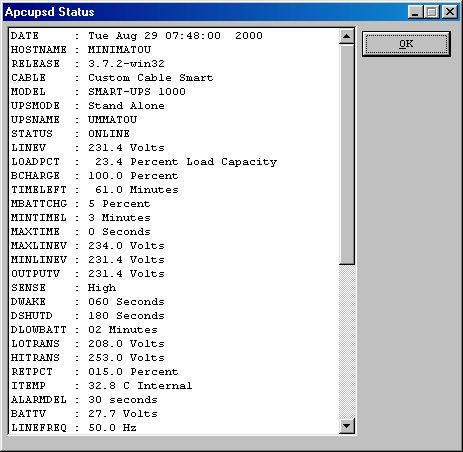 Apcupsd Status
DATE     : Tue Aug 29 07:48:00  2000
HOSTNAME : MINIMATOU
RELEASE  : 3.7.2-win32
CABLE    : Custom Cable Smart
MODEL    : SMART-UPS 1000
UPSMODE  : Stand Alone
UPSNAME  : UMMATOU
STATUS   : ONLINE
LINEV    : 231.4 Volts
LOADPCT  :  23.4 Percent Load Capacity
BCHARGE  : 100.0 Percent
TIMELEFT :  61.0 Minutes
MBATTCHG : 5 Percent
MINTIMEL : 3 Minutes
MAXTIME  : 0 Seconds
MAXLINEV : 234.0 Volts
MINLINEV : 231.4 Volts
OUTPUTV  : 231.4 Volts
SENSE    : High
DWAKE    : 060 Seconds
DSHUTD   : 180 Seconds
DLOWBATT : 02 Minutes
LOTRANS  : 208.0 Volts
HITRANS  : 253.0 Volts
RETPCT   : 015.0 Percent
ITEMP    : 32.8 C Internal
ALARMDEL : 30 seconds
BATTV    : 27.7 Volts
LINEFREQ : 50.0 Hz
OK